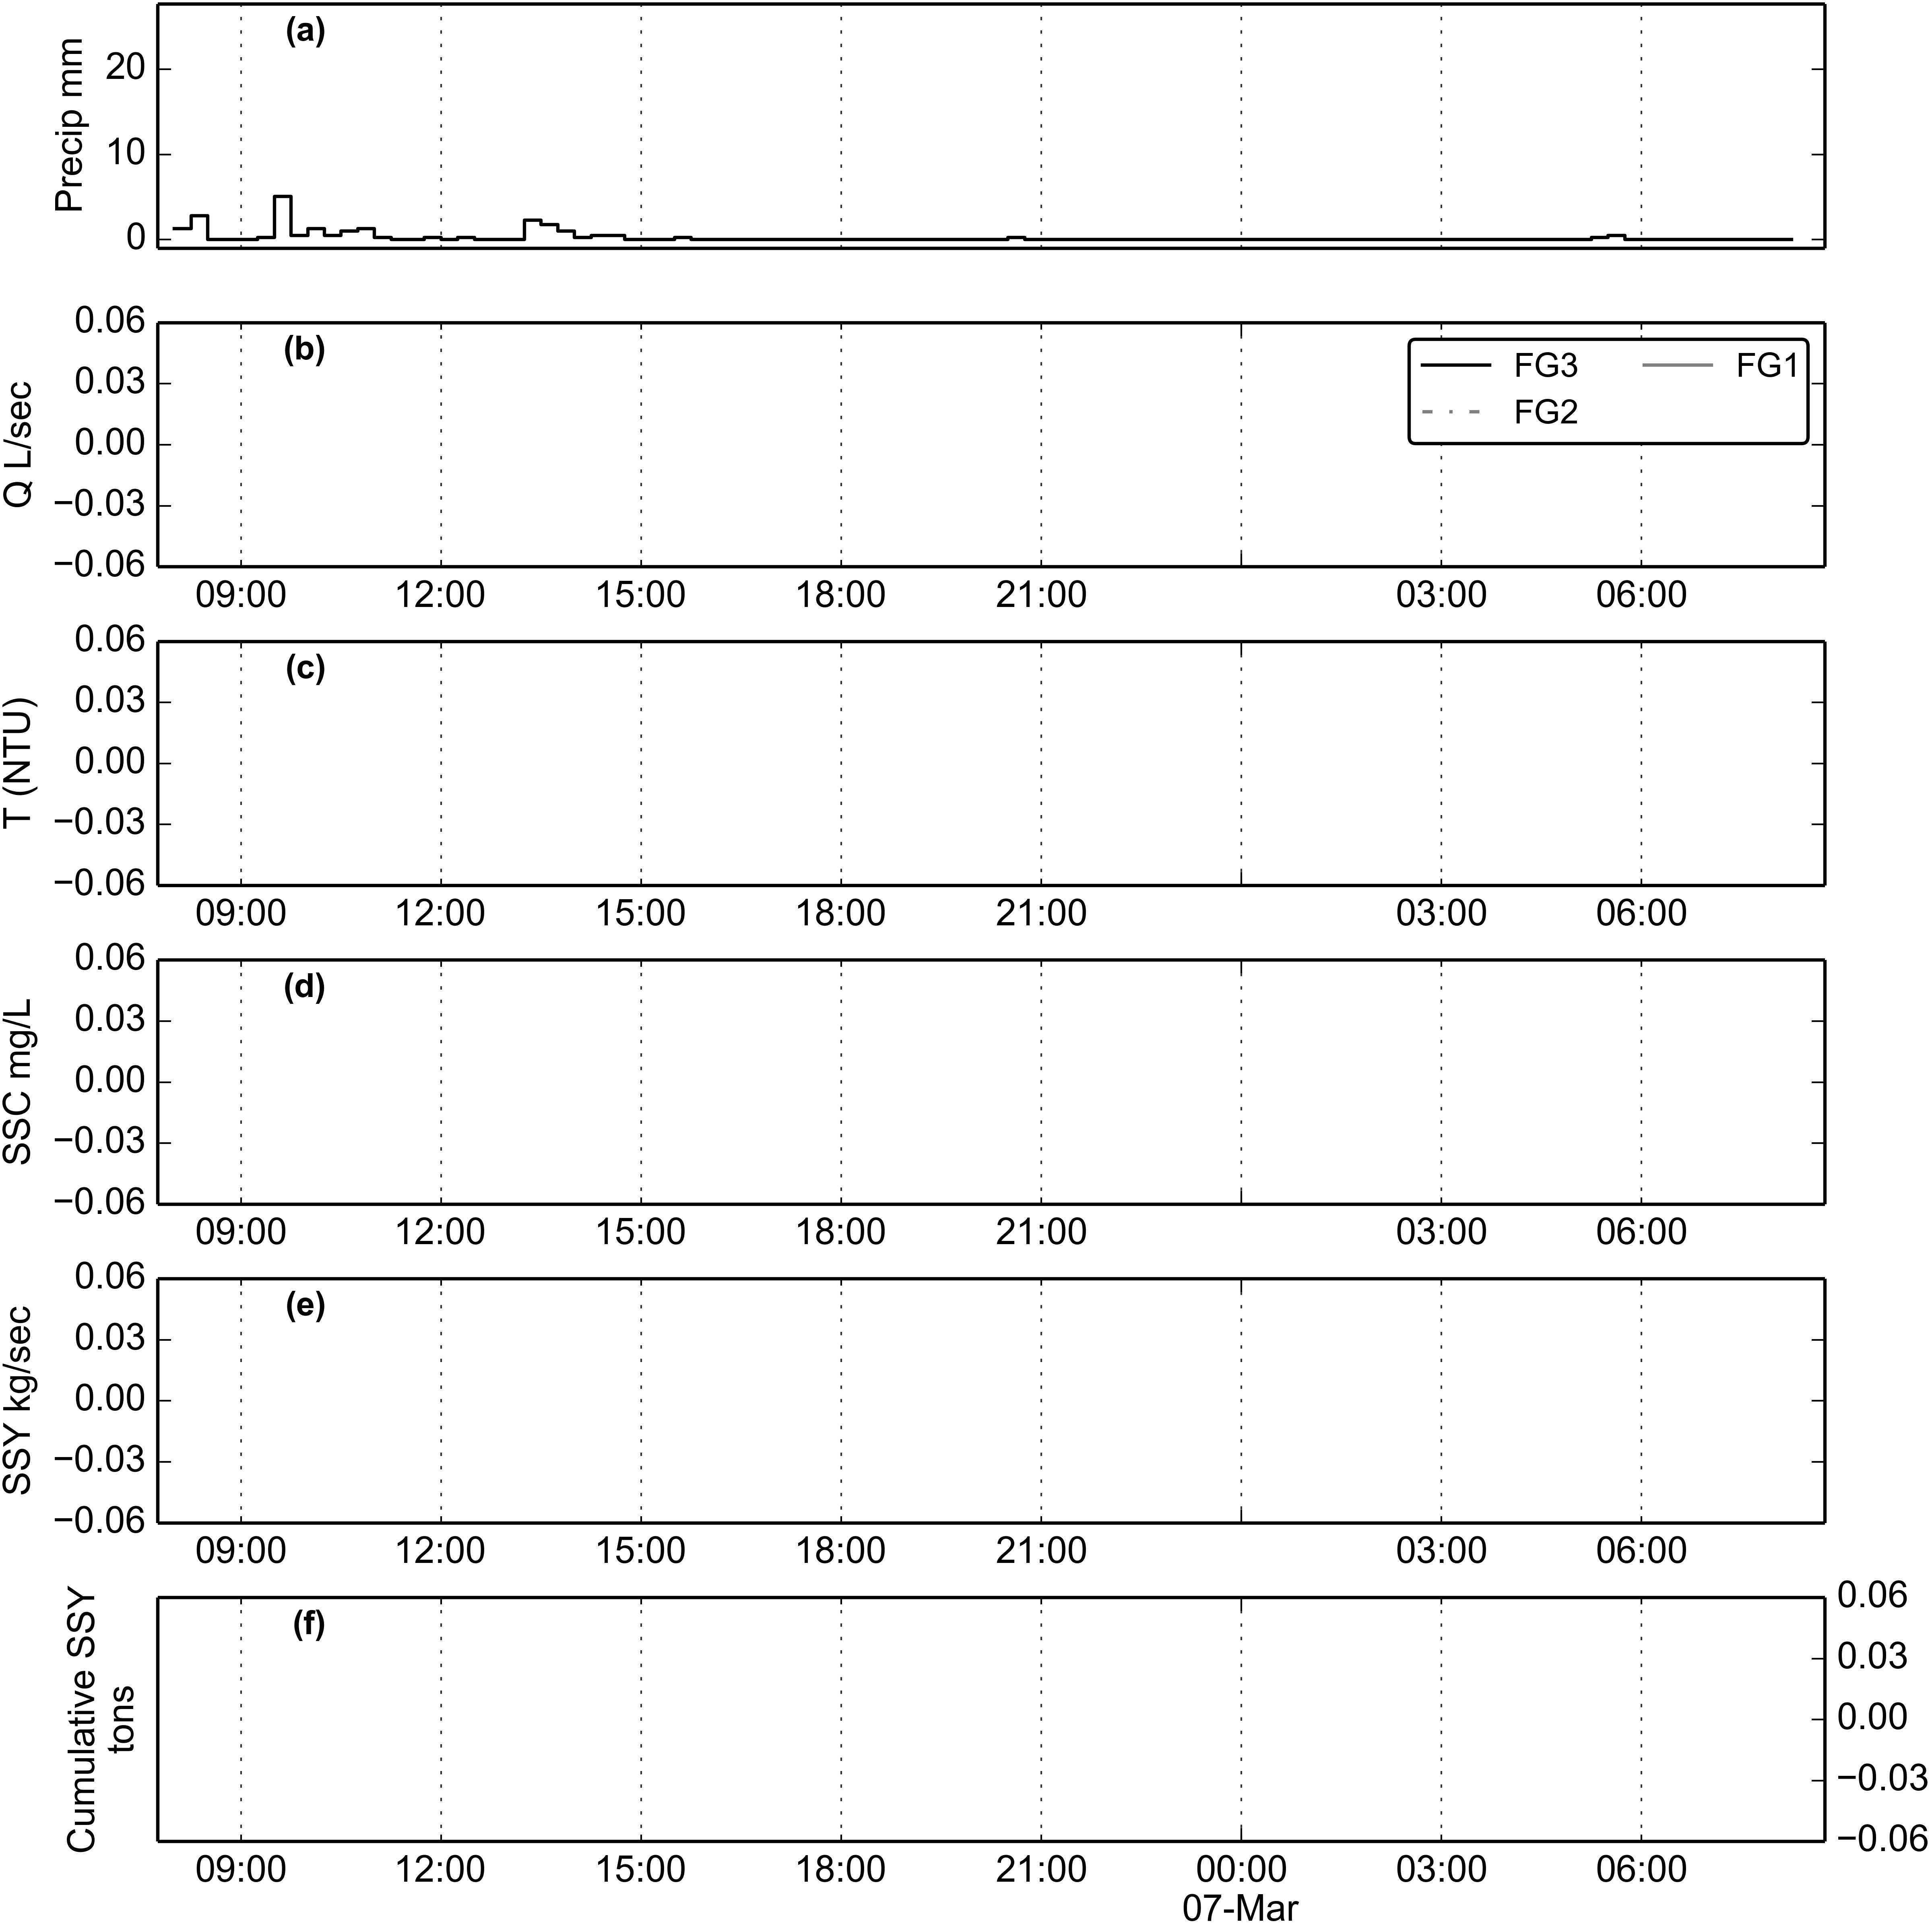 (a)
Precip mm
20
10
0
(b)
Q L/sec
0.06
0.03
0.00
−0.03
−0.06
FG3
FG1
FG2
09:00 12:00 15:00 18:00 21:00 03:00 06:00
(c)
T (NTU)
0.06
0.03
0.00
−0.03
−0.06
09:00 12:00 15:00 18:00 21:00 03:00 06:00
(d)
SSC mg/L
0.06
0.03
0.00
−0.03
−0.06
09:00 12:00 15:00 18:00 21:00 03:00 06:00
(e)
SSY kg/sec
0.06
0.03
0.00
−0.03
−0.06
09:00 12:00 15:00 18:00 21:00 03:00 06:00
(f)
Cumulative SSY
tons
0.06
0.03
0.00
−0.03
−0.06
09:00 12:00 15:00 18:00 21:00 00:00 03:00 06:00
07-Mar